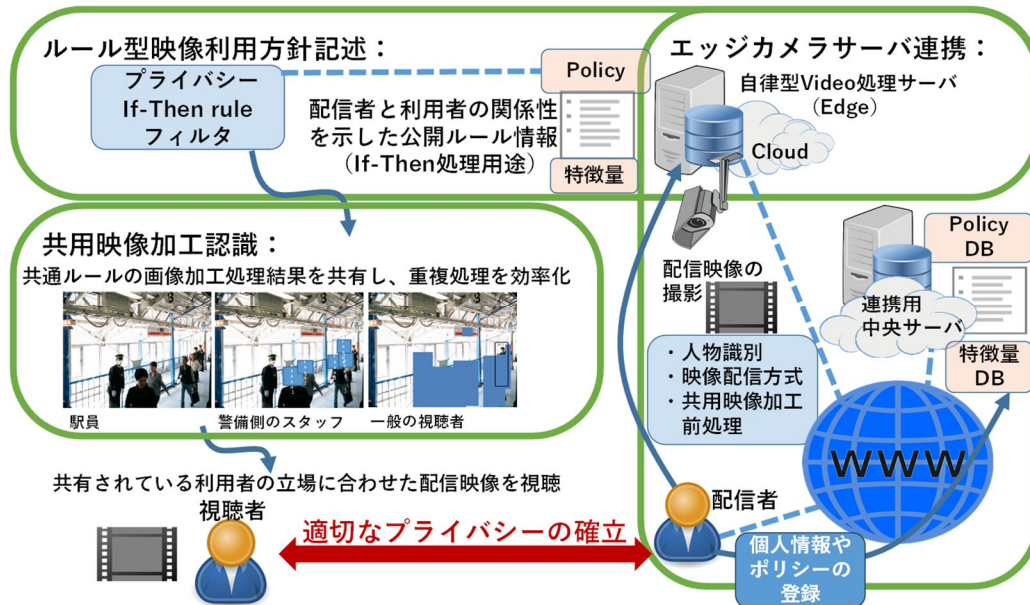 ルール型映像利用方針記述：
プライバシー
If-Then rule
フィルタ
Policy
配信者と利用者の関係性
を示した公開ルール情報
（If-Then処理用途）
特徴量
エッジカメラサーバ連携：
自律型Video処理サーバ
（Edge）
Cloud
共用映像加工認識：
共通ルールの画像加工処理結果を共有し、重複処理を効率化
駅員
警備側のスタッフ
一般の視聴者
配信映像の
撮影
Policy
DB
連携用
中央サーバ
特徴量
DB
・人物識別
・映像配信方式
・共用映像加工
前処理
WWW
共有されている利用者の立場に合わせた配信映像を視聴
視聴者
適切なプライバシーの確立
配信者
個人情報や
ポリシーの
登録